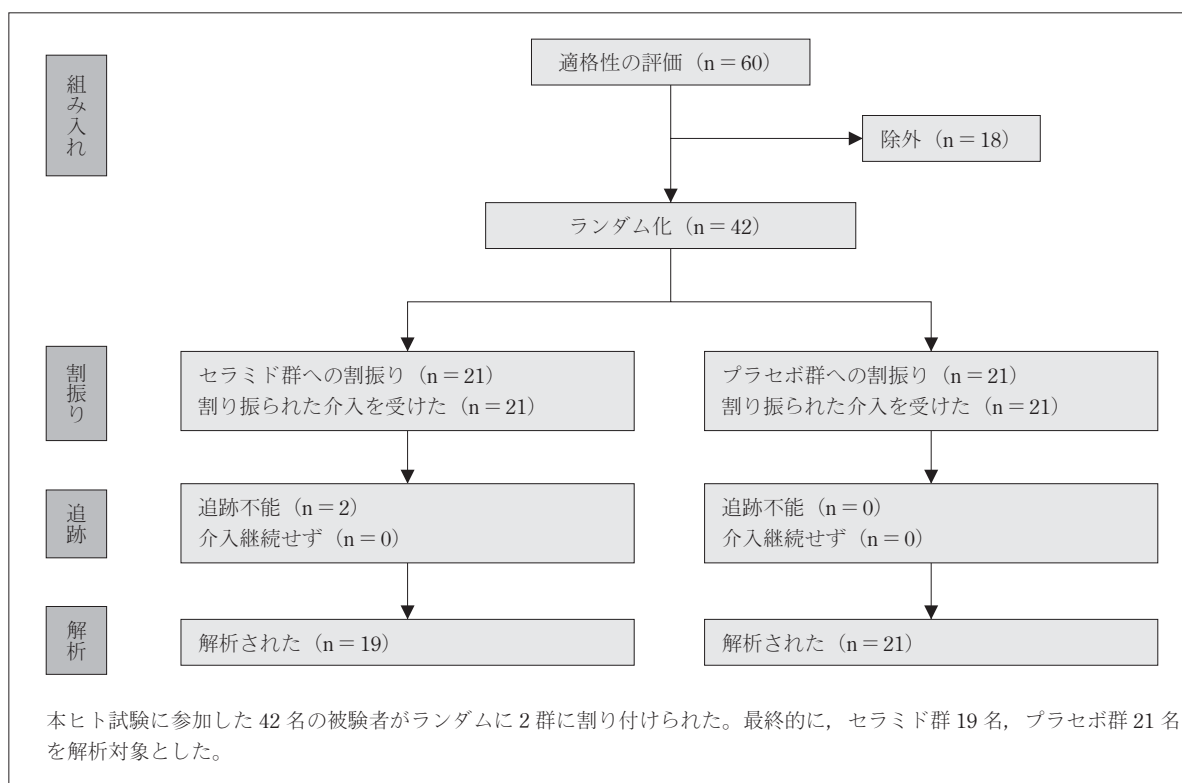 組み入れ
適格性の評価（n = 60）
除外（n = 18）
ランダム化（n = 42）
割振り
セラミド群への割振り（n = 21）
割り振られた介入を受けた（n = 21）
プラセボ群への割振り（n = 21）
割り振られた介入を受けた（n = 21）
追跡
追跡不能（n = 2）
介入継続せず（n = 0）
追跡不能（n = 0）
介入継続せず（n = 0）
解析
解析された（n = 19）
解析された（n = 21）
本ヒト試験に参加した 42 名の被験者がランダムに 2 群に割り付けられた。最終的に，セラミド群 19 名，プラセボ群 21 名
を解析対象とした。